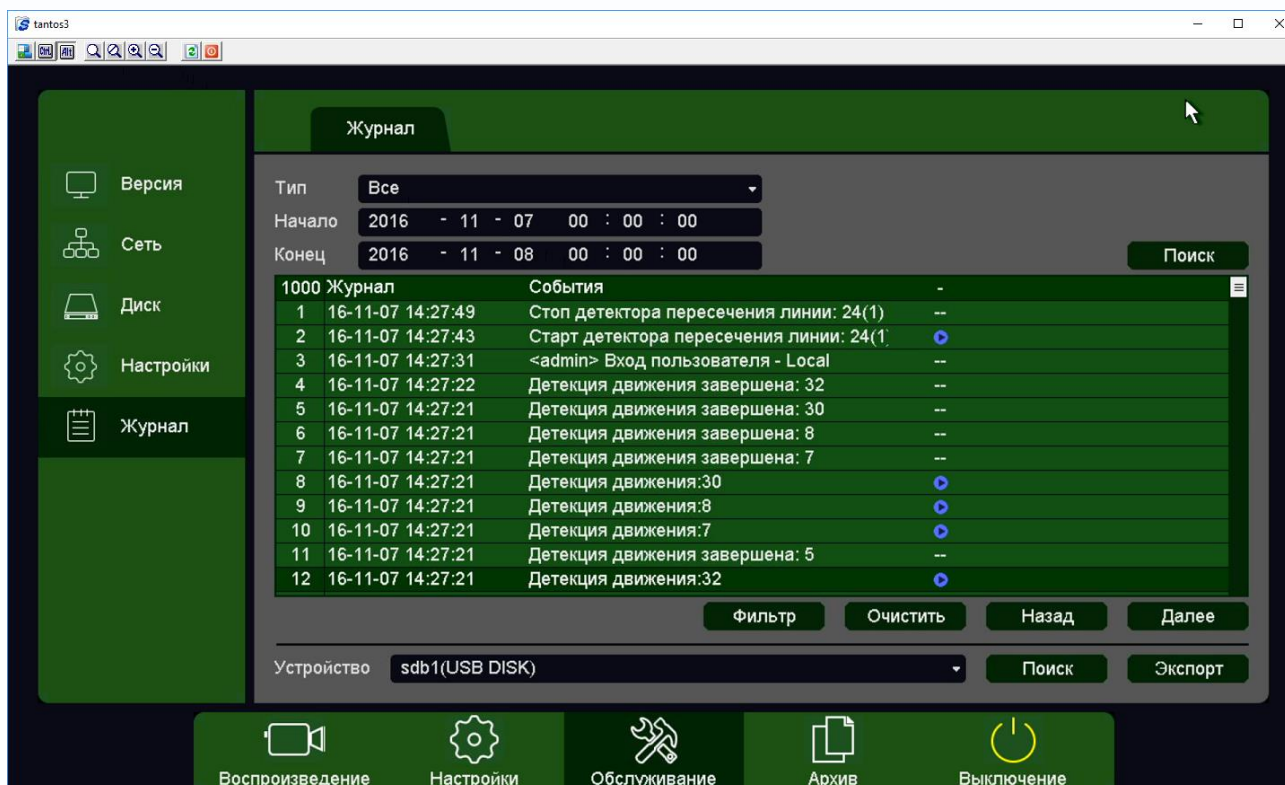 tantos3
Ctrl Alt
Журнал
Версия
Сеть
Диск
Настройки
Журнал
Тип Все
Начало 2016 - 11 - 07 00 : 00 : 00
Конец 2016 - 11 - 08 00 : 00 : 00
Поиск
1000 Журнал События -
1 16-11-07 14:27:49 Стоп детектора пересечения линии: 24(1) --
2 16-11-07 14:27:43 Старт детектора пересечения линии: 24(1
3 16-11-07 14:27:31 <admin> Вход пользователя - Local --
4 16-11-07 14:27:22 Детекция движения завершена: 32 --
5 16-11-07 14:27:21 Детекция движения завершена: 30 --
6 16-11-07 14:27:21 Детекция движения завершена: 8 --
7 16-11-07 14:27:21 Детекция движения завершена: 7 --
8 16-11-07 14:27:21 Детекция движения:30
9 16-11-07 14:27:21 Детекция движения:8
10 16-11-07 14:27:21 Детекция движения:7
11 16-11-07 14:27:21 Детекция движения завершена: 5 --
12 16-11-07 14:27:21 Детекция движения:32
Фильтр Очистить Назад Далее
Устройство sdb1(USB DISK) Поиск Экспорт
Воспроизведение Настройки Обслуживание Архив Выключение